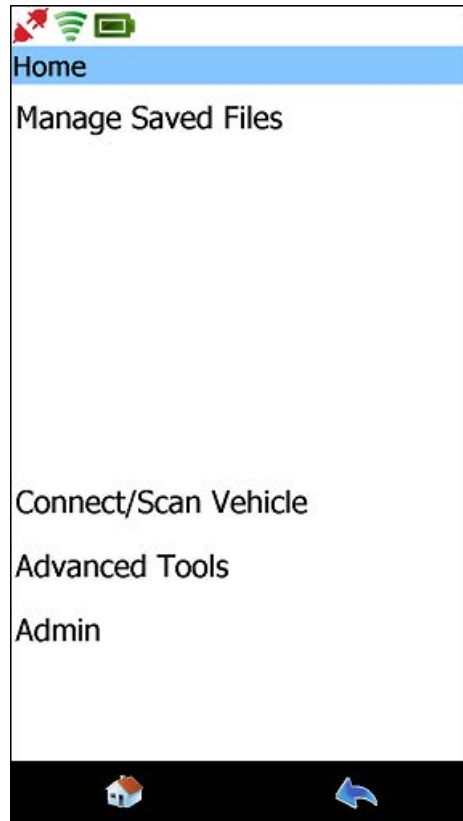 Home
Manage Saved Files
Connect/Scan Vehicle
Advanced Tools
Admin